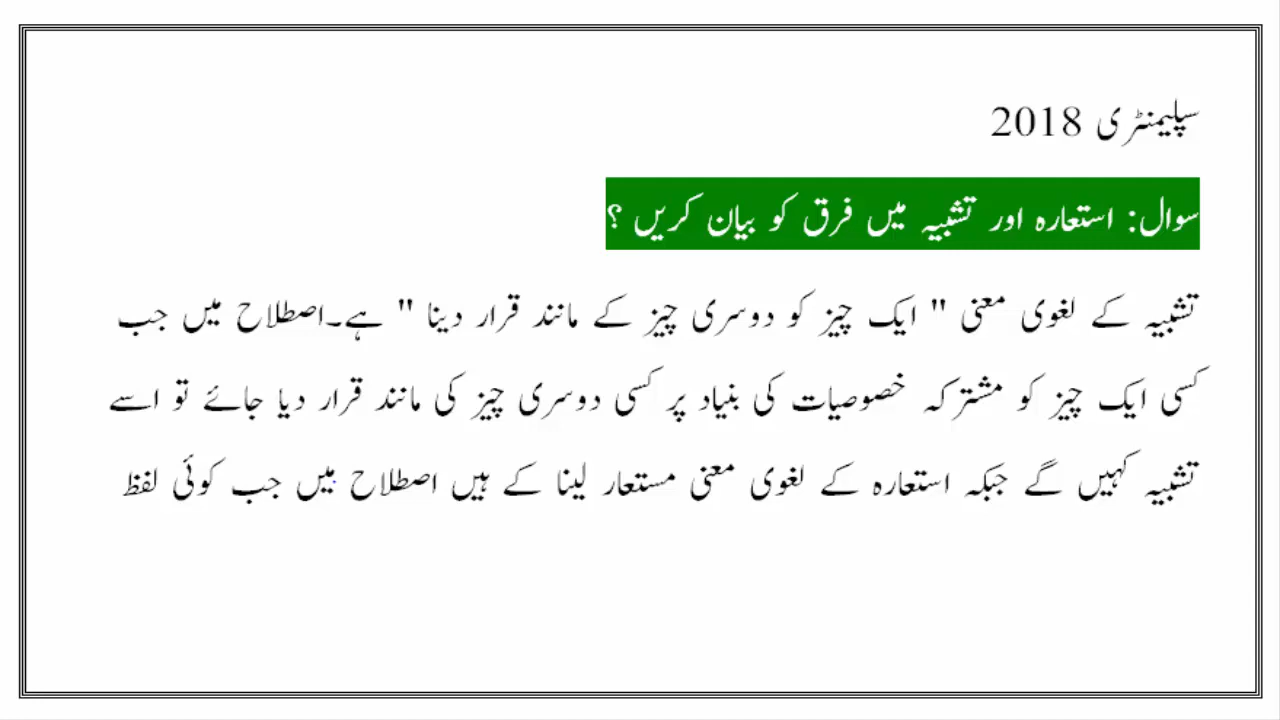 سپلیمنٹری 2018
سوال: استعارہ اور تشبیہ میں فرق کو بیان کریں ؟
تشبیہ کے لغوی معنی " ایک چیز کو دوسری چیز کے مانند قرار دینا " ہے۔اصطلاح میں جب
کسی ایک چیز کو مشترکہ خصوصیات کی بنیاد پر کسی دوسری چیز کی مانند قرار دیا جائے تو اسے
تشبیہ کہیں گے جبکہ استعارہ کے لغوی معنی مستعار لینا کے ہیں اصطلاح میں جب کوئی لفظ